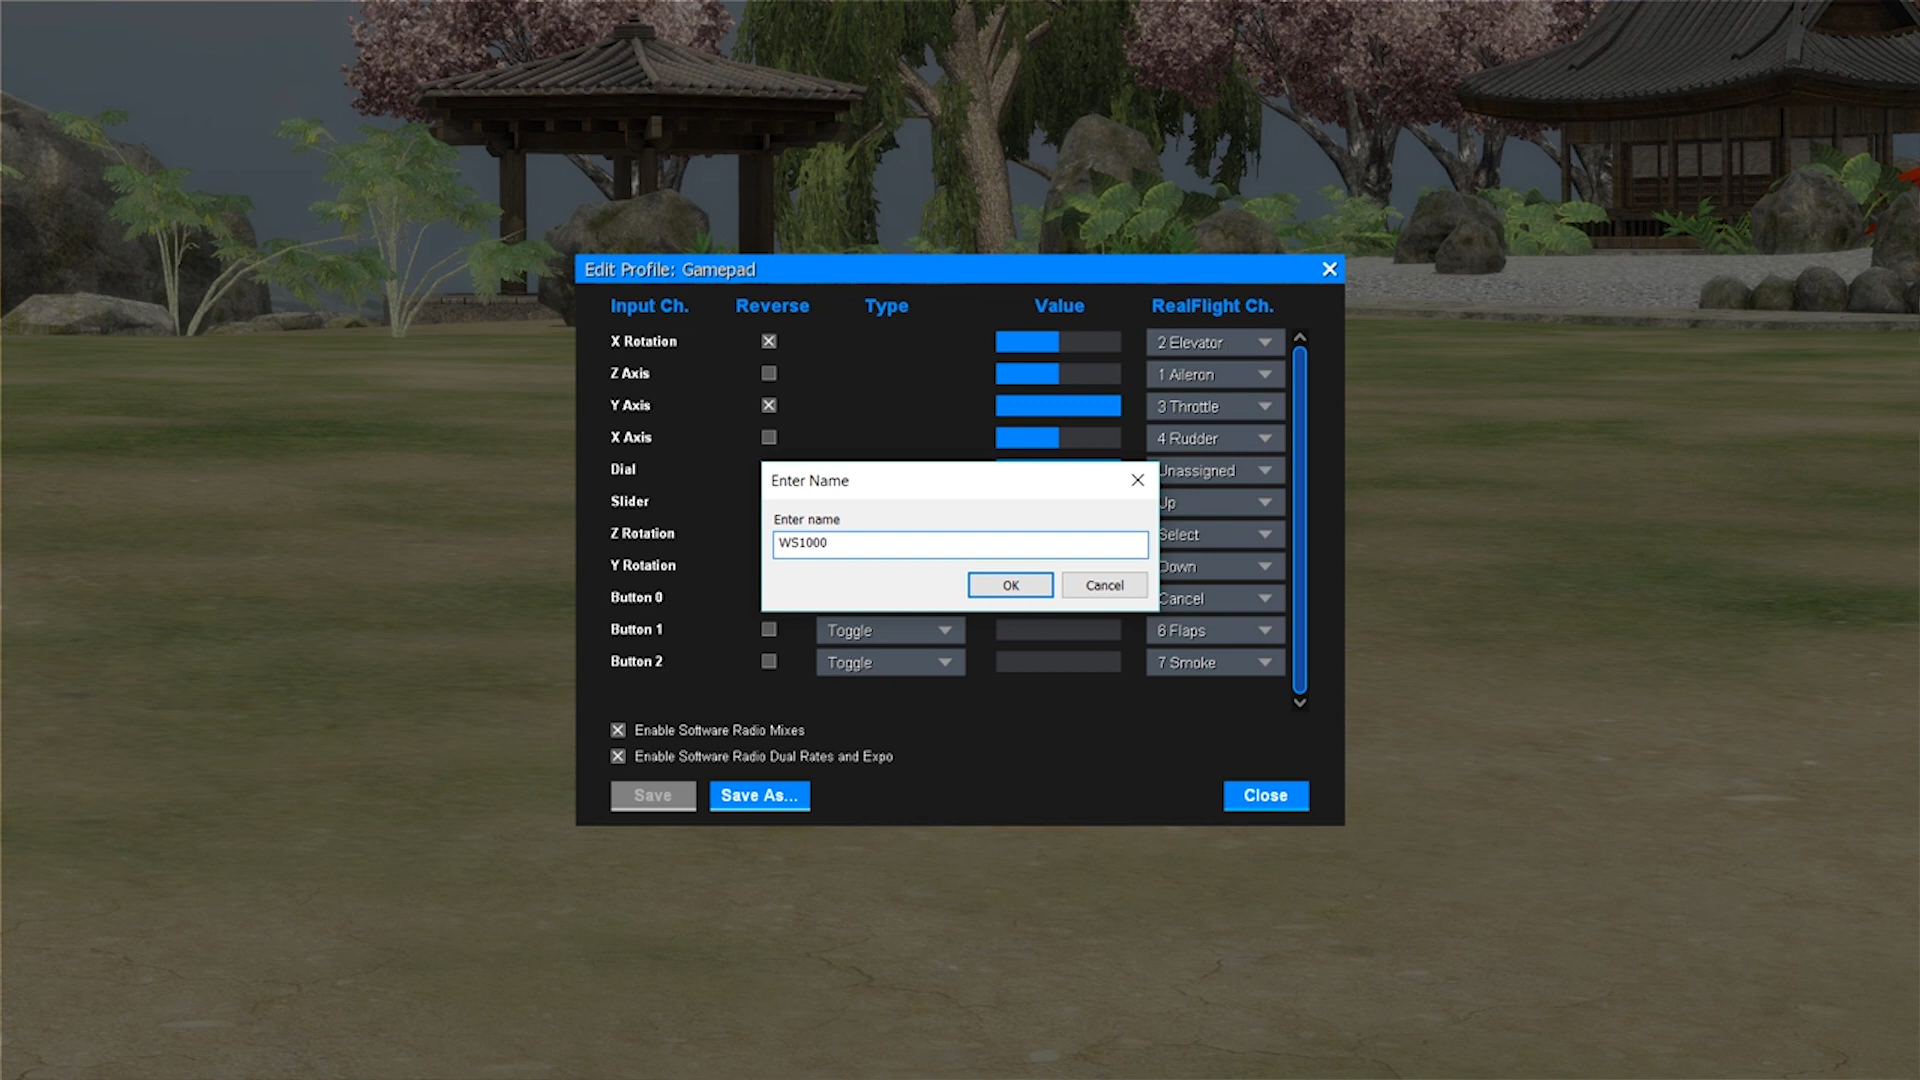 Edit Profile: Gamepad
Input Ch. Reverse Type Value RealFlight Ch.
X Rotation 2 Elevator
Z Axis 1 Aileron
Y Axis 3 Throttle
X Axis 4 Rudder
Dial Unassigned
Slider Up
Z Rotation Select
Y Rotation Down
Button 0 Cancel
Enter Name
Enter name
WS1000
OK Cancel
Button 1 Toggle 6 Flaps
Button 2 Toggle 7 Smoke
Enable Software Radio Mixes
Enable Software Radio Dual Rates and Expo
Save Save As... Close